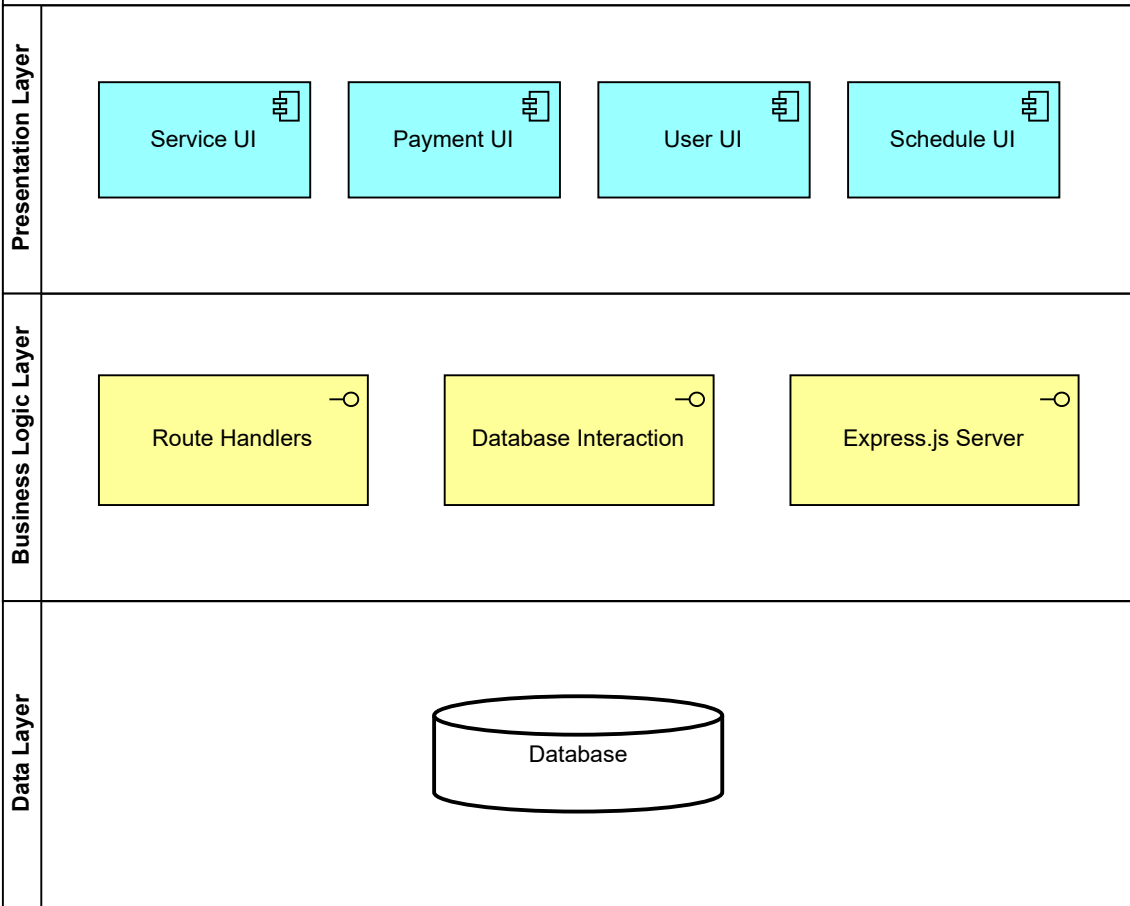 Presentation Layer
Service UI
Payment UI
User UI
Schedule UI
Business Logic Layer
Route Handlers
Database Interaction
Express.js Server
Data Layer
Database